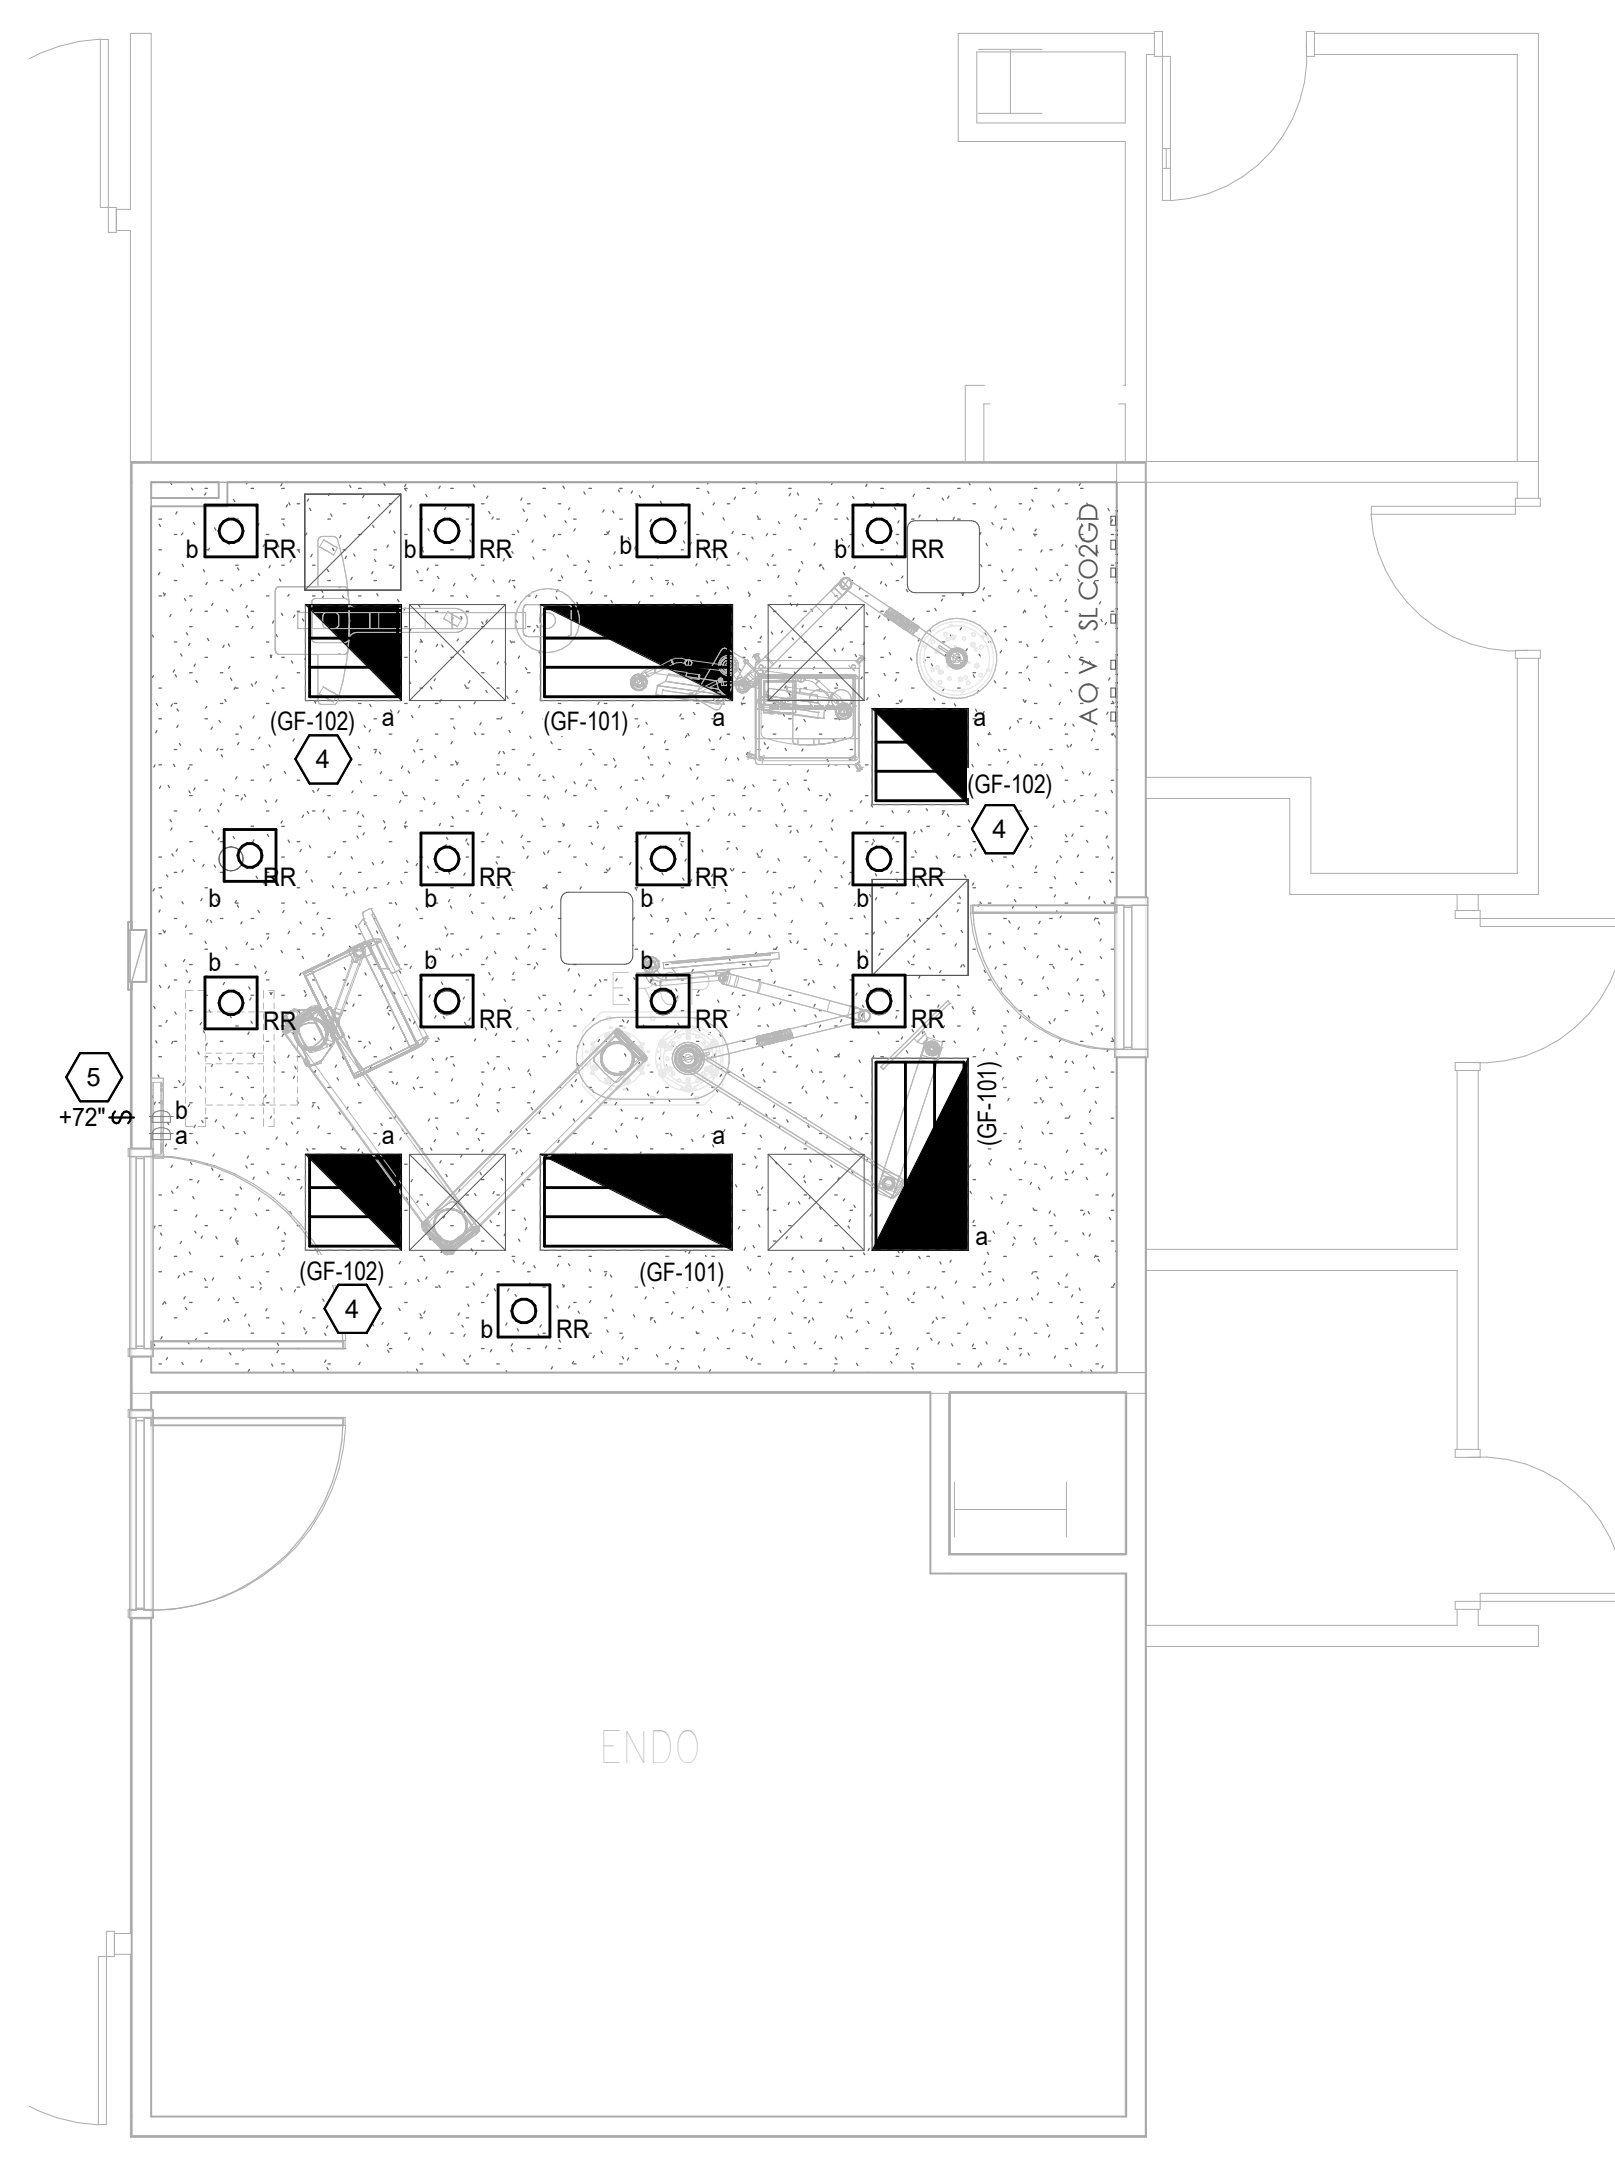 b RR b RR b RR b RR
SL CO2GD
AO V
(GF-102) a (GF-101) a a
4
(GF-102)
4
RR RR RR RR
b b b b
b b b b
RR RR RR RR
5
+72" $ b
a
a a
(GF-101)
a
(GF-102) (GF-101)
4
b RR
ENDO